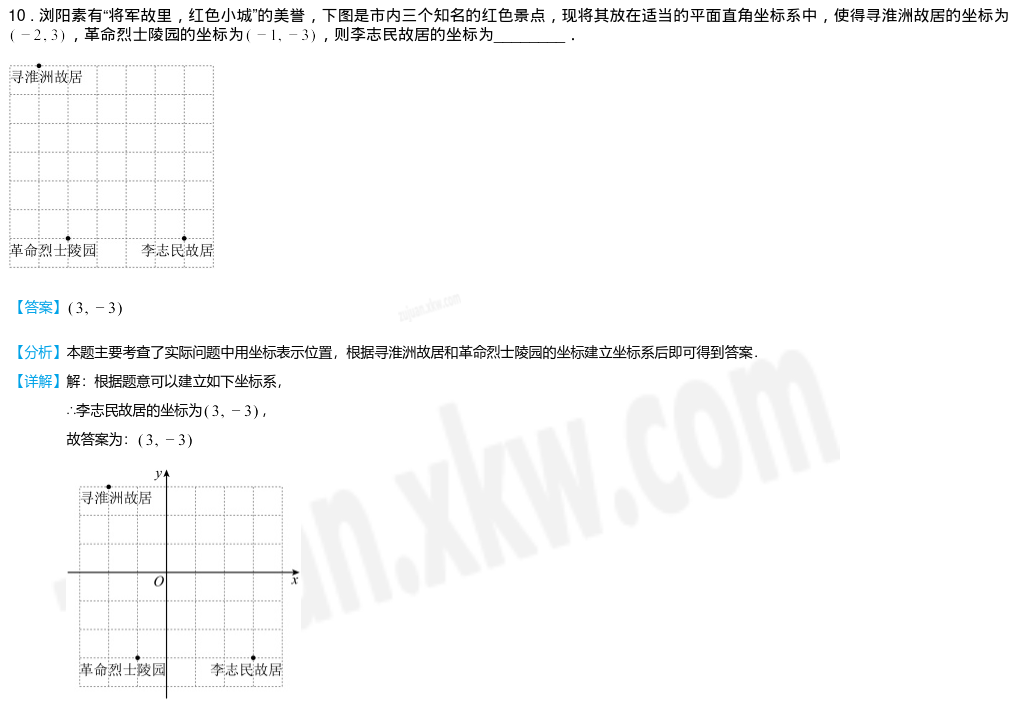 10．浏阳素有“将军故里，红色小城”的美誉，下图是市内三个知名的红色景点，现将其放在适当的平面直角坐标系中，使得寻淮洲故居的坐标为
(－2, 3)，革命烈士陵园的坐标为(－1, －3)，则李志民故居的坐标为________．
寻淮洲故居
革命烈士陵园 李志民故居
【答案】(3, －3)
zujuan.xkw.com
【分析】本题主要考查了实际问题中用坐标表示位置，根据寻淮洲故居和革命烈士陵园的坐标建立坐标系后即可得到答案．
【详解】解：根据题意可以建立如下坐标系，
∴李志民故居的坐标为(3, －3)，
故答案为：(3, －3)
y
寻淮洲故居
O x
革命烈士陵园 李志民故居
an.xkw.com